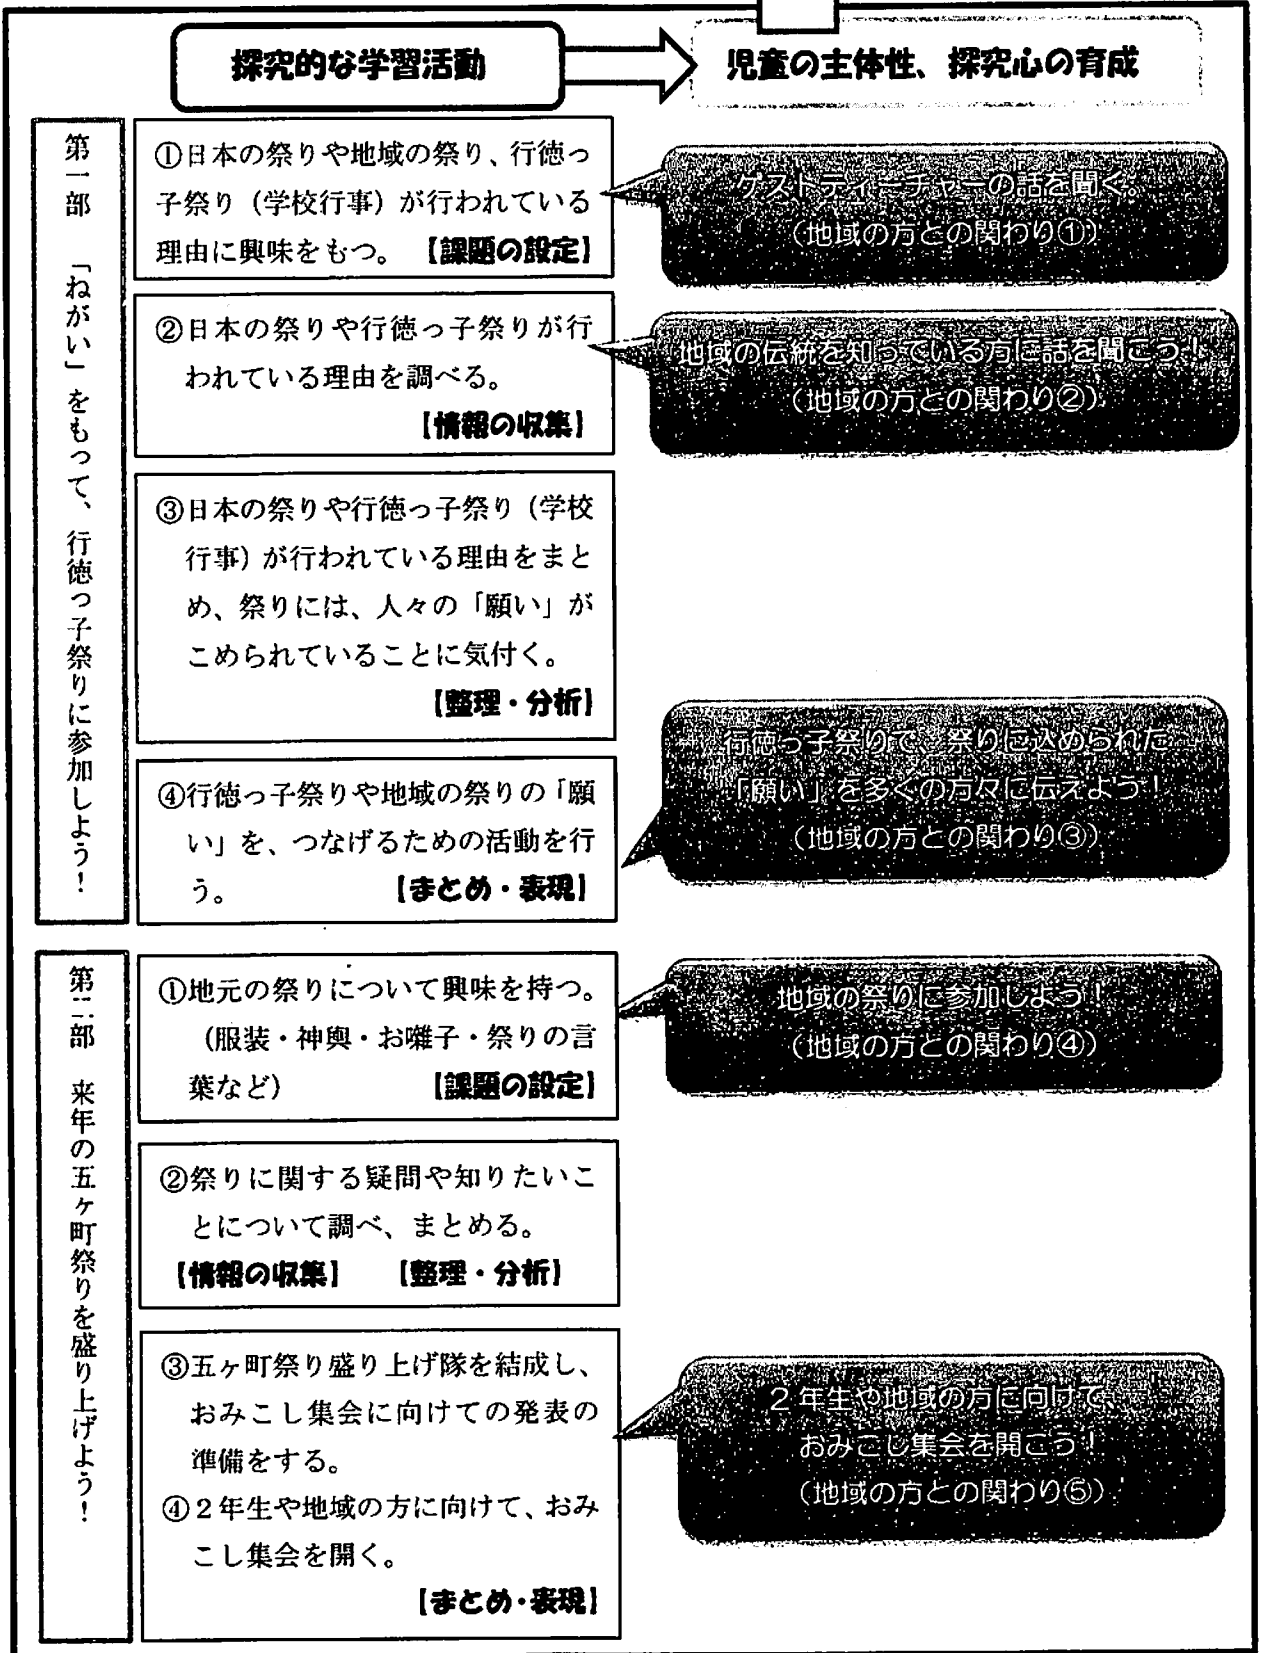 探究的な学習活動
児童の主体性、探究心の育成
第一部　「ねがい」をもって、行徳っ子祭りに参加しよう！
①日本の祭りや地域の祭り、行徳っ
子祭り（学校行事）が行われている
理由に興味をもつ。　【課題の設定】
ゲストティーチャーの話を聞く。
（地域の方との関わり①）
②日本の祭りや行徳っ子祭りが行
われている理由を調べる。
【情報の収集】
地域の伝統を知っている方に話を聞こう！
（地域の方との関わり②）
③日本の祭りや行徳っ子祭り（学校
行事）が行われている理由をまと
め、祭りには、人々の「願い」が
こめられていることに気付く。
【整理・分析】
④行徳っ子祭りや地域の祭りの「願
い」を、つなげるための活動を行
う。　【まとめ・表現】
行徳っ子祭りで、祭りに込められた
「願い」を多くの方々に伝えよう！
（地域の方との関わり③）
第二部　来年の五ヶ町祭りを盛り上げよう！
①地元の祭りについて興味を持つ。
（服装・神輿・お囃子・祭りの言
葉など）　【課題の設定】
地域の祭りに参加しよう！
（地域の方との関わり④）
②祭りに関する疑問や知りたいこ
とについて調べ、まとめる。
【情報の収集】　【整理・分析】
③五ヶ町祭り盛り上げ隊を結成し、
おみこし集会に向けての発表の
準備をする。
④２年生や地域の方に向けて、おみ
こし集会を開く。
【まとめ・表現】
２年生や地域の方に向けて、
おみこし集会を開こう！
（地域の方との関わり⑤）